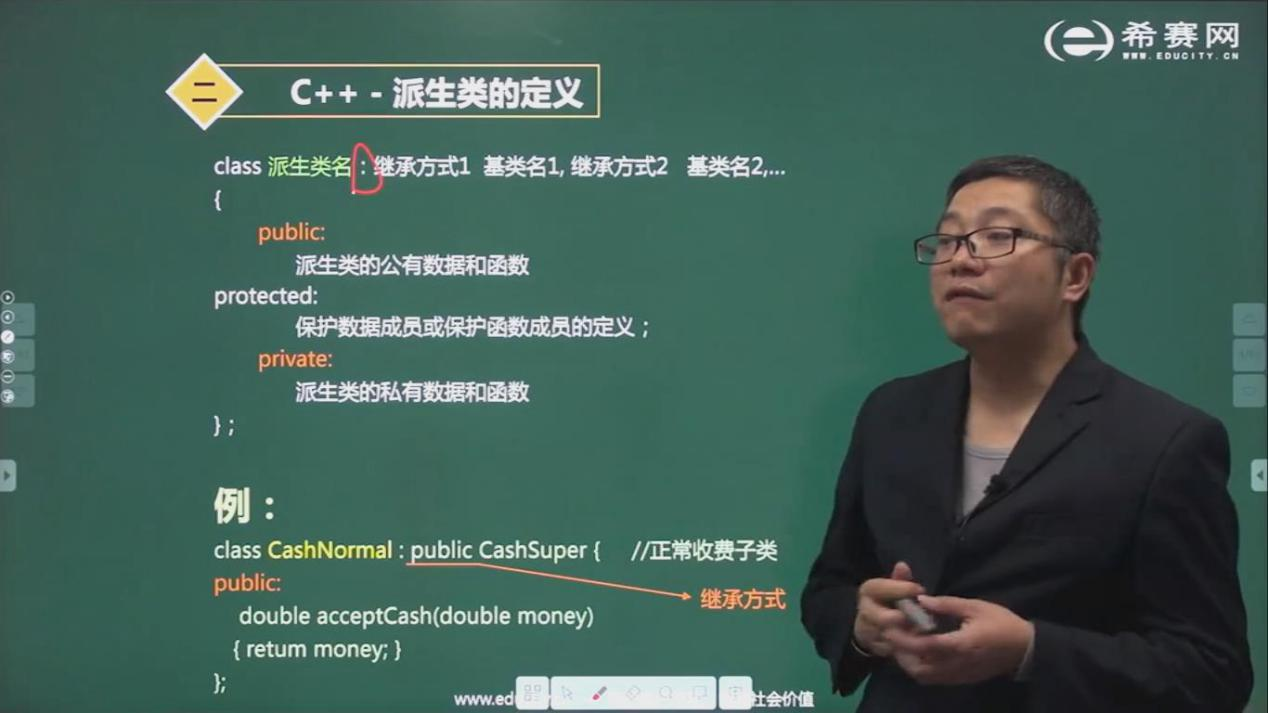 希赛网
WWW.EDUCITY.CN
二
C++ - 派生类的定义
class 派生类名 : 继承方式1 基类名1, 继承方式2 基类名2,...
{
public:
派生类的公有数据和函数
protected:
保护数据成员或保护函数成员的定义；
private:
派生类的私有数据和函数
} ;
例：
class CashNormal : public CashSuper { //正常收费子类
public:
继承方式
double acceptCash(double money)
{ retum money; }
};
www.ed
社会价值